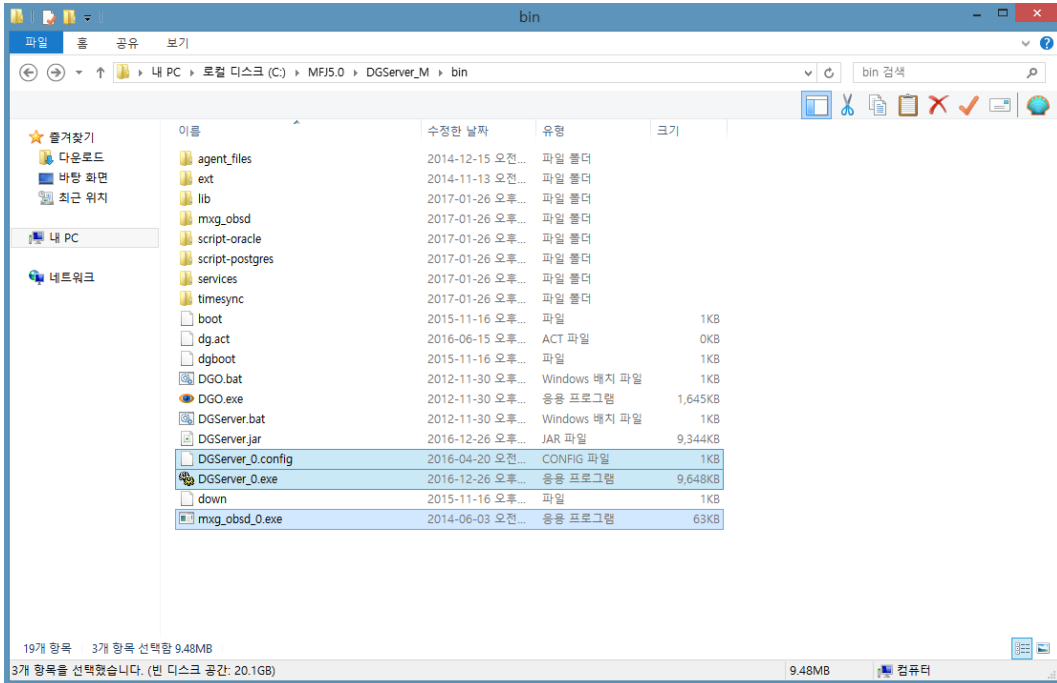 bin
파일 홈 공유 보기
내 PC 로컬 디스크 (C:) MFJ5.0 DGServer_M bin
bin 검색
즐겨찾기
다운로드
바탕 화면
최근 위치
내 PC
네트워크
이름 수정한 날짜 유형 크기
agent_files 2014-12-15 오전... 파일 폴더
ext 2014-11-13 오전... 파일 폴더
lib 2017-01-26 오후... 파일 폴더
mxg_obsd 2017-01-26 오후... 파일 폴더
script-oracle 2017-01-26 오후... 파일 폴더
script-postgres 2017-01-26 오후... 파일 폴더
services 2017-01-26 오후... 파일 폴더
timesync 2017-01-26 오후... 파일 폴더
boot 2015-11-16 오후... 파일 1KB
dg.act 2016-06-15 오후... ACT 파일 0KB
dgboot 2015-11-16 오후... 파일 1KB
DGO.bat 2012-11-30 오후... Windows 배치 파일 1KB
DGO.exe 2012-11-30 오후... 응용 프로그램 1,645KB
DGServer.bat 2012-11-30 오후... Windows 배치 파일 1KB
DGServer.jar 2016-12-26 오후... JAR 파일 9,344KB
DGServer_0.config 2016-04-20 오전... CONFIG 파일 1KB
DGServer_0.exe 2016-12-26 오후... 응용 프로그램 9,648KB
down 2015-11-16 오후... 파일 1KB
mxg_obsd_0.exe 2014-06-03 오전... 응용 프로그램 63KB
19개 항목 3개 항목 선택함 9.48MB
3개 항목을 선택했습니다. (빈 디스크 공간: 20.1GB) 9.48MB 컴퓨터